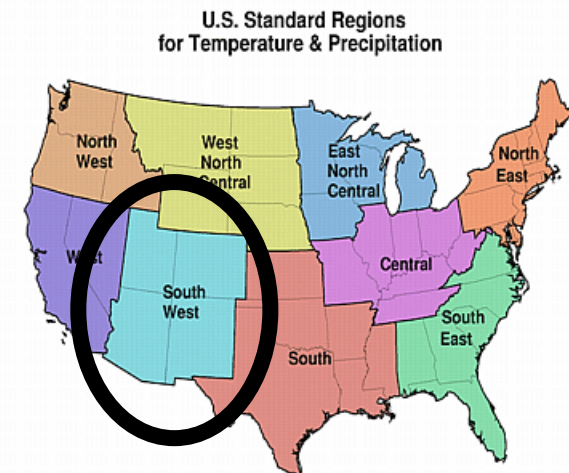 U.S. Standard Regions
for Temperature & Precipitation
North
West
West
North
Central
East
North
Central
North
East
West
South
West
Central
South
East
South